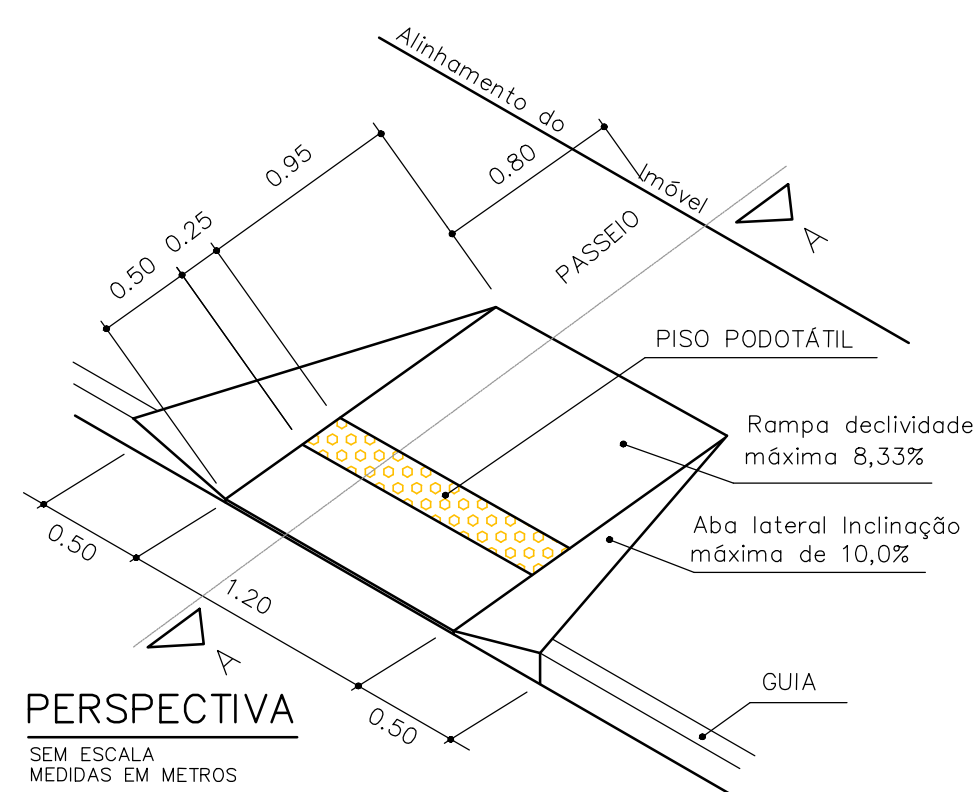 Alinhamento do Imóvel
0.95
0.80
0.25
0.50
PASSEIO
A
PISO PODOTÁTIL
Rampa declividade
máxima 8,33%
Aba lateral Inclinação
máxima de 10,0%
0.50
1.20
0.50
A
GUIA
PERSPECTIVA
SEM ESCALA
MEDIDAS EM METROS